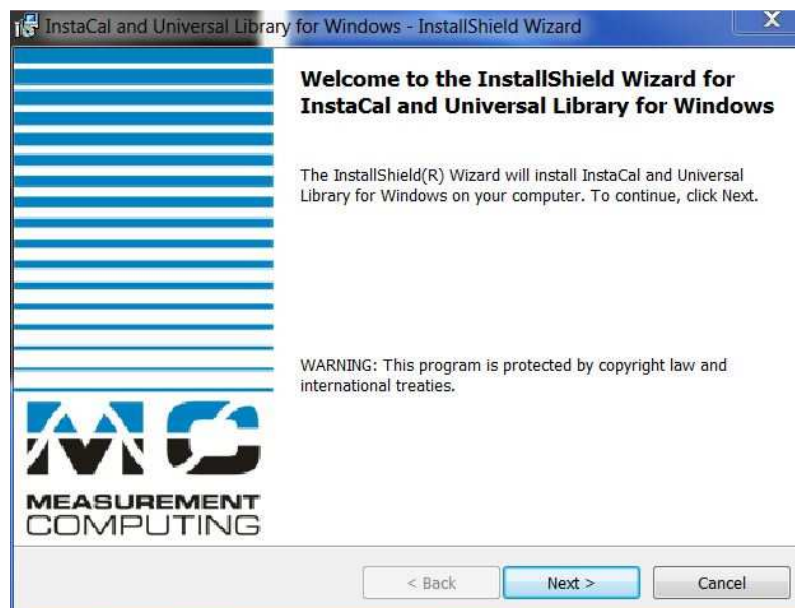 InstaCal and Universal Library for Windows - InstallShield Wizard
X
Welcome to the InstallShield Wizard for
InstaCal and Universal Library for Windows
The InstallShield(R) Wizard will install InstaCal and Universal
Library for Windows on your computer. To continue, click Next.
WARNING: This program is protected by copyright law and
international treaties.
MC
MEASUREMENT
COMPUTING
< Back
Next >
Cancel